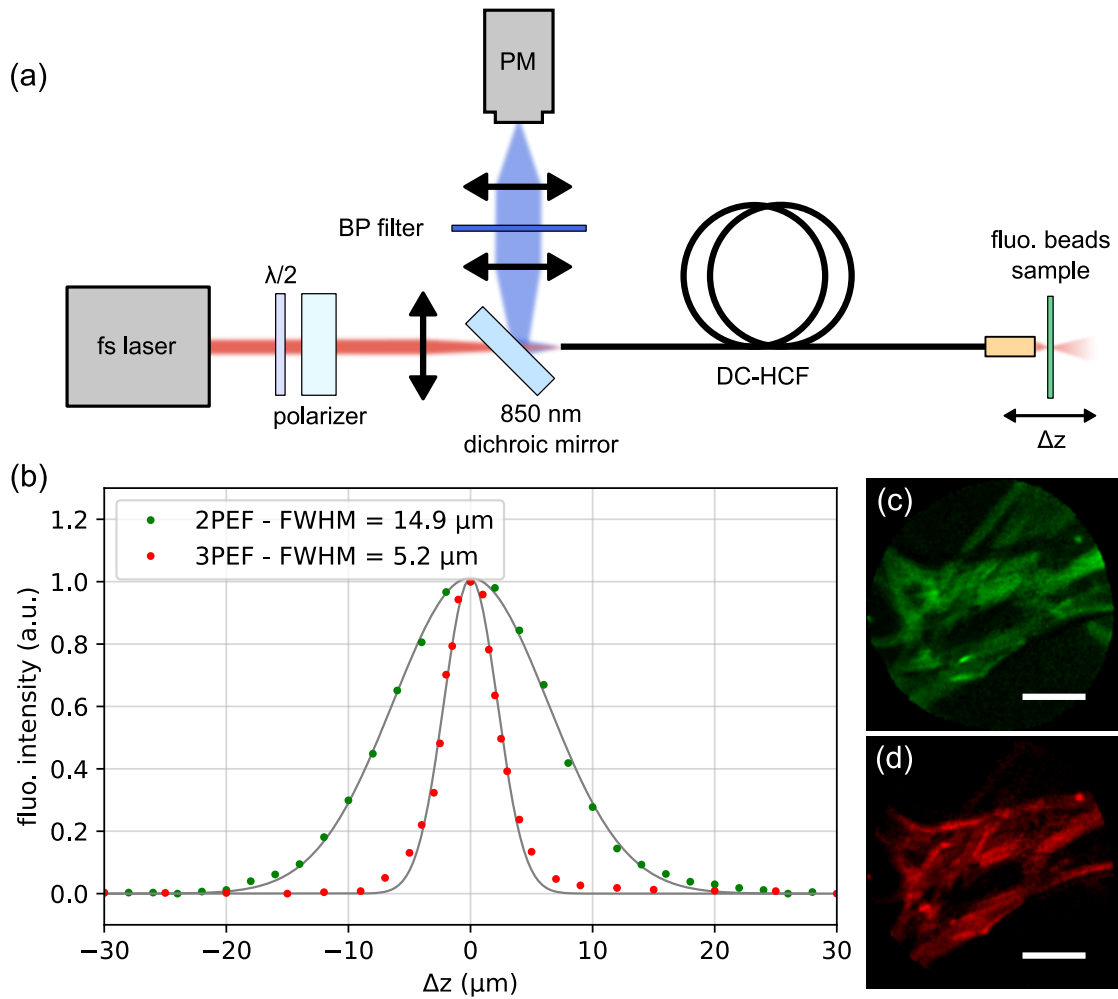 (a)
PM
BP filter
λ/2
fs laser
polarizer
850 nm
dichroic mirror
DC-HCF
fluo. beads
sample
Δz
(b)
2PEF - FWHM = 14.9 μm
3PEF - FWHM = 5.2 μm
fluo. intensity (a.u.)
1.2
1.0
0.8
0.6
0.4
0.2
0.0
−30 −20 −10 0 10 20 30
Δz (μm)
(c)
(d)